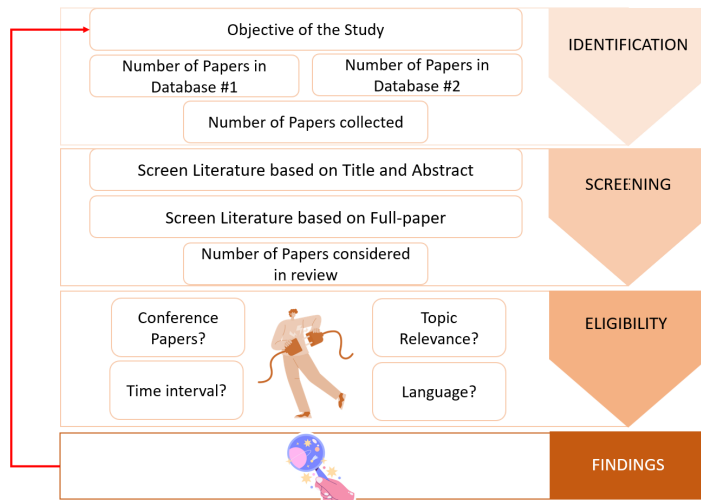 Objective of the Study
IDENTIFICATION
Number of Papers in
Database #1
Number of Papers in
Database #2
Number of Papers collected
Screen Literature based on Title and Abstract
SCREENING
Screen Literature based on Full-paper
Number of Papers considered
in review
Conference
Papers?
Topic
Relevance?
ELIGIBILITY
Time interval?
Language?
FINDINGS